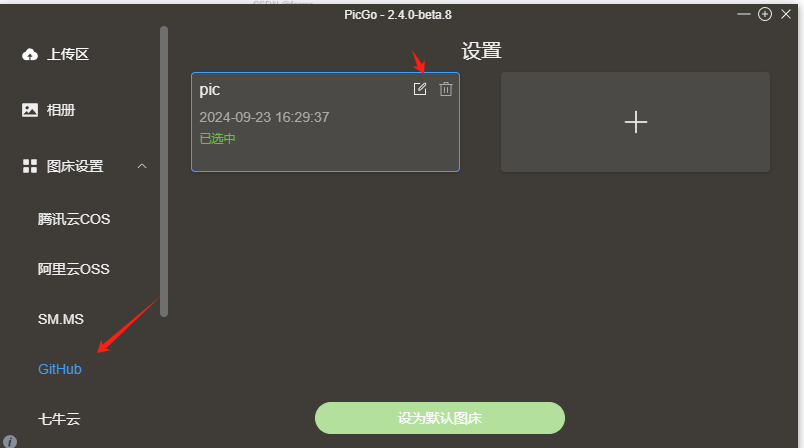 PicGo - 2.4.0-beta.8
上传区
相册
图床设置
腾讯云COS
阿里云OSS
SM.MS
GitHub
七牛云
设置
pic
2024-09-23 16:29:37
已选中
设为默认图床